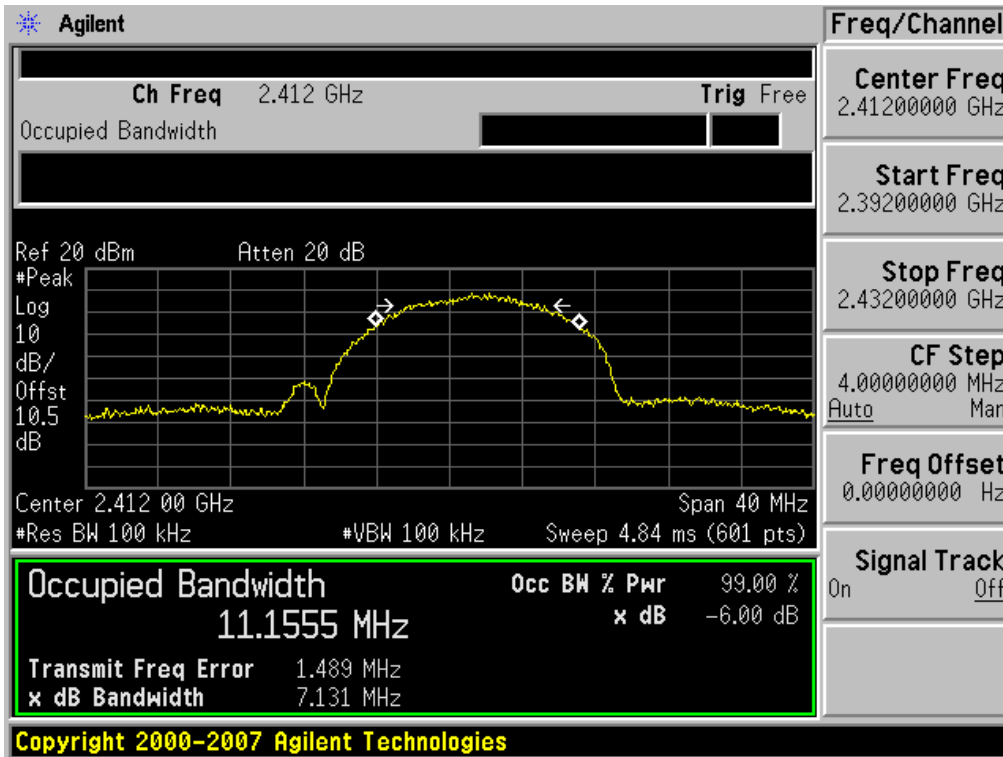 Agilent
Freq/Channel
Ch Freq 2.412 GHz
Trig Free
Occupied Bandwidth
Center Freq
2.41200000 GHz
Start Freq
2.39200000 GHz
Stop Freq
2.43200000 GHz
CF Step
4.00000000 MHz
Auto Man
Freq Offset
0.00000000 Hz
Signal Track
On Off
Ref 20 dBm
Atten 20 dB
#Peak
Log
10
dB/
Offst
10.5
dB
Center 2.412 00 GHz
Span 40 MHz
#Res BW 100 kHz
#VBW 100 kHz
Sweep 4.84 ms (601 pts)
Occupied Bandwidth
11.1555 MHz
Occ BW % Pwr 99.00 %
x dB -6.00 dB
Transmit Freq Error 1.489 MHz
x dB Bandwidth 7.131 MHz
Copyright 2000-2007 Agilent Technologies